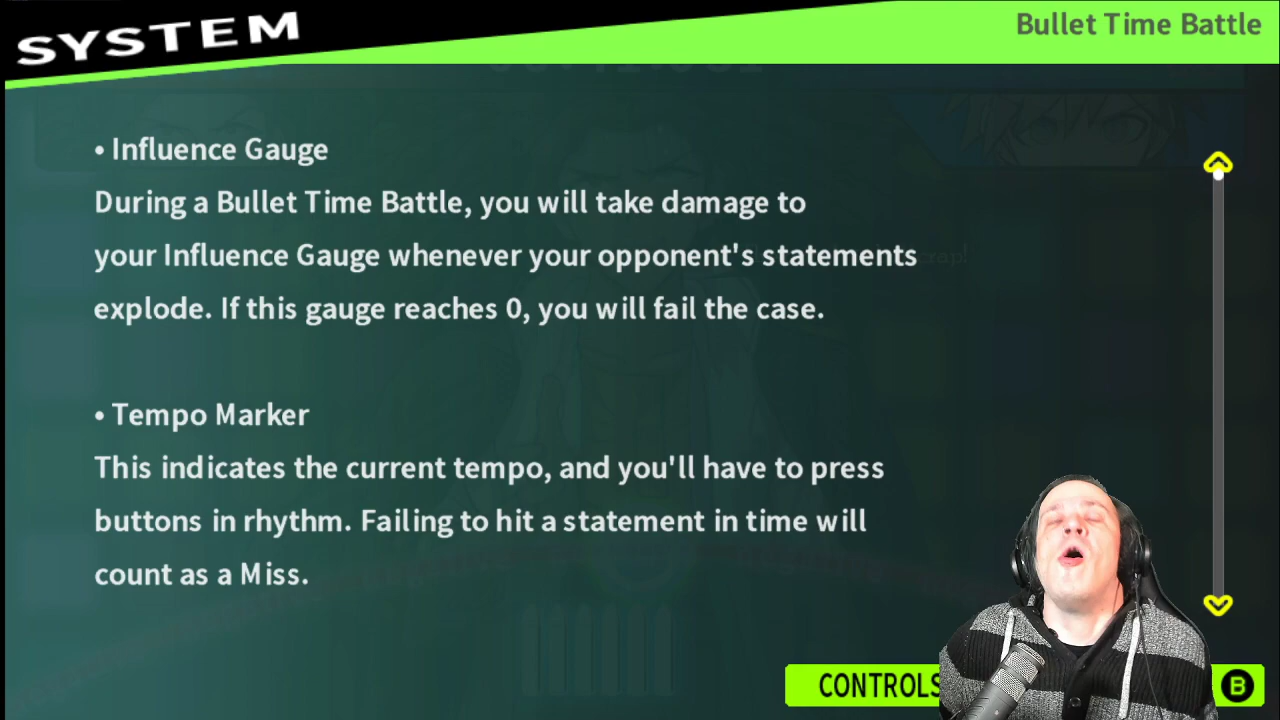 SYSTEM
Bullet Time Battle
• Influence Gauge
During a Bullet Time Battle, you will take damage to
your Influence Gauge whenever your opponent's statements
explode. If this gauge reaches 0, you will fail the case.
• Tempo Marker
This indicates the current tempo, and you'll have to press
buttons in rhythm. Failing to hit a statement in time will
count as a Miss.
CONTROLS
B